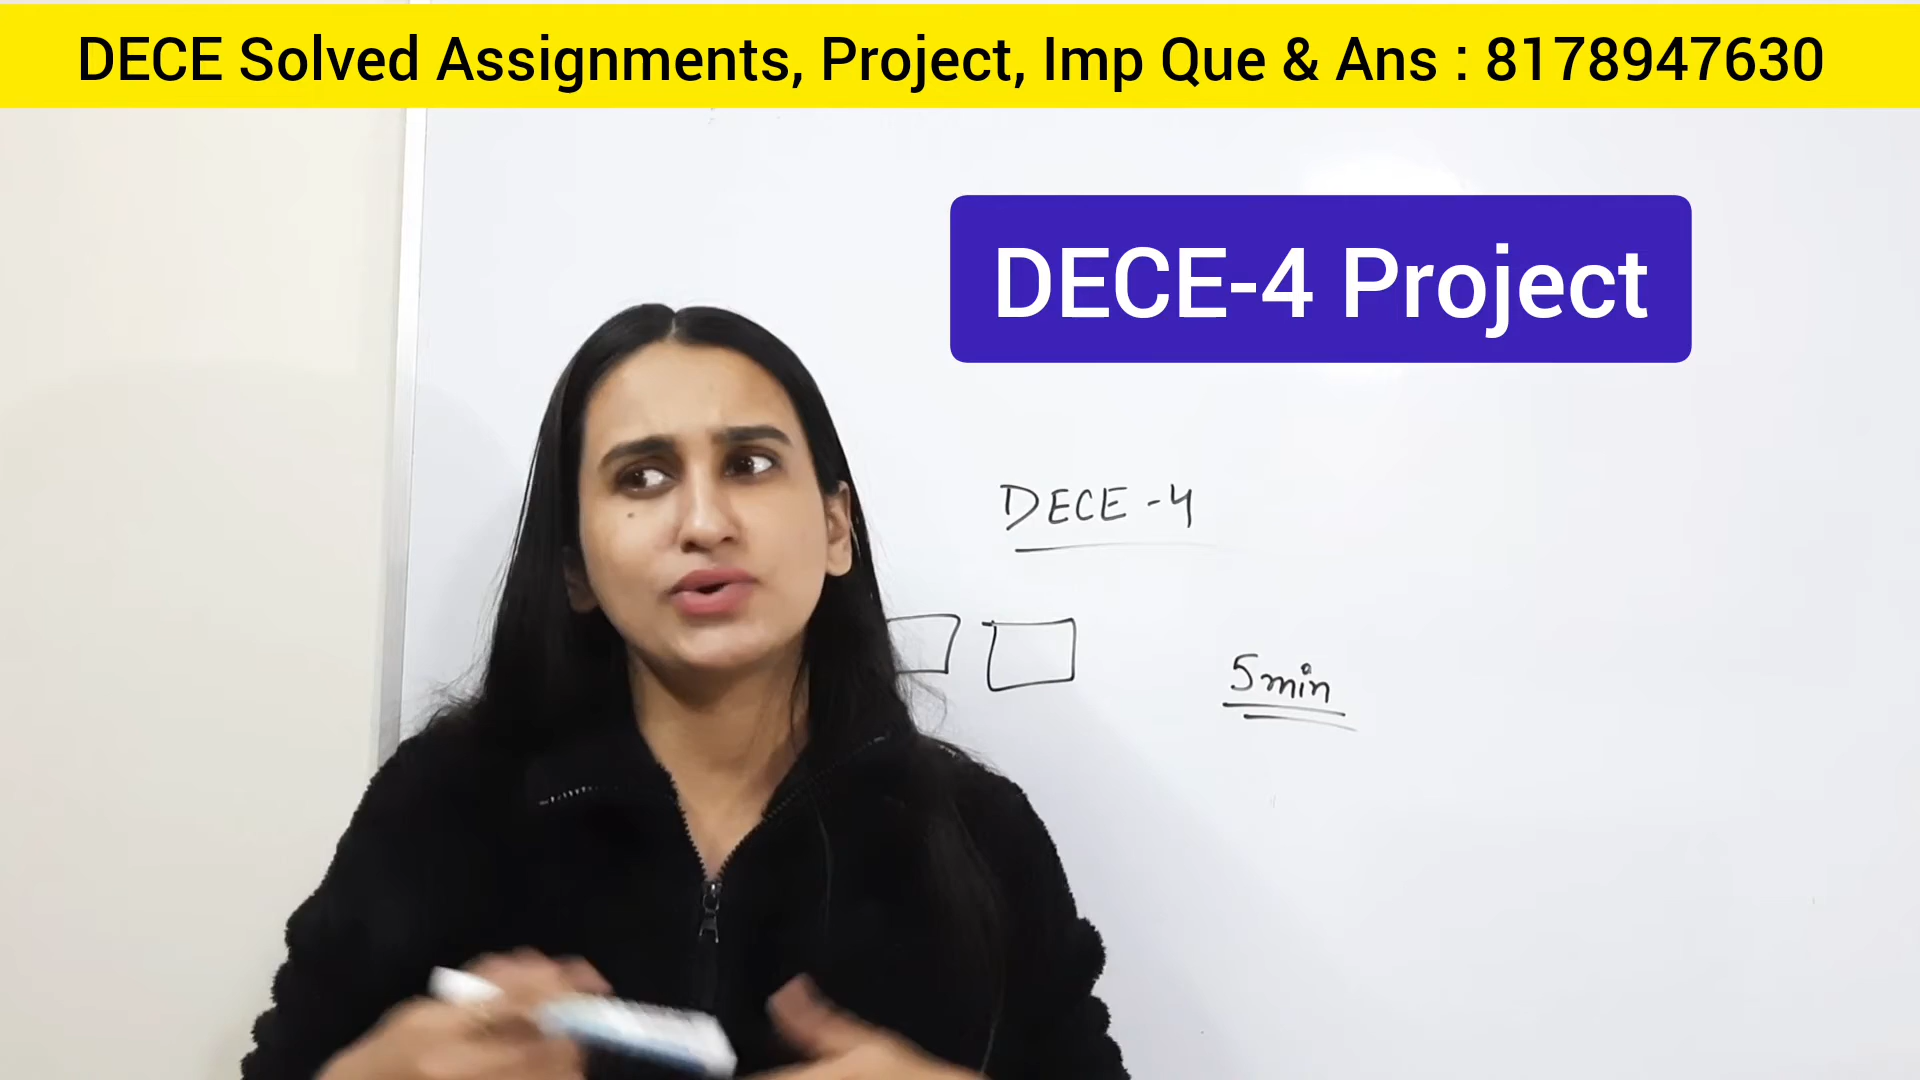 DECE Solved Assignments, Project, Imp Que & Ans : 8178947630
DECE-4 Project
DECE-4
5min